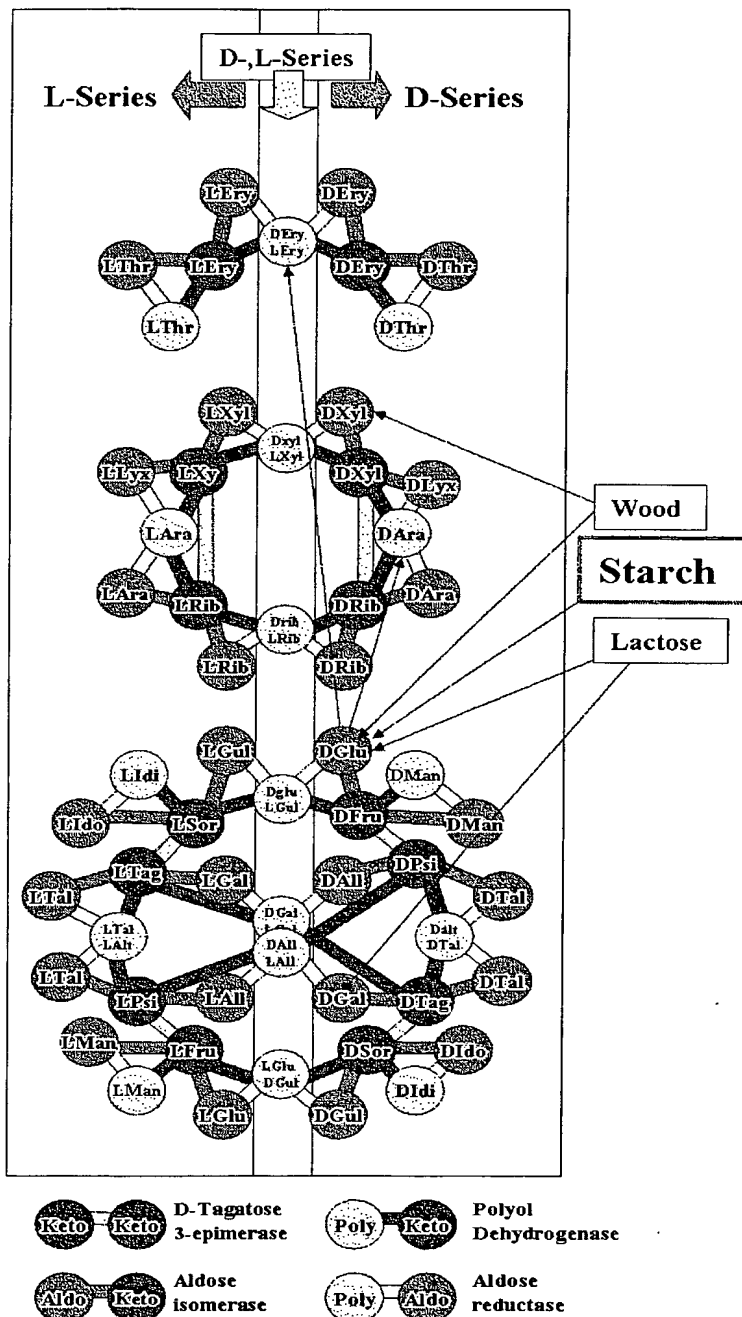 D-,L-Series
L-Series D-Series
LEry DEry
DEry
LEry
LThr LEry DEry DThr
LThr DThr
LXyl DXyl
Dxyl
LXyl
LLyx LXy DXyl DLyx
Wood
LAra DAra
Starch
LAra LRib DRib DAra
Drib
LRib
Lactose
LRib DRib
LGul DGlu
LIdi DMan
Dglu
LGul
LIdo LSor DFru DMan
LTag LGal DAll DPsi
LTal DTal
DGal
LTal
LAlt
DAll
LAll
Dalt
DTal
LTal DTal
LPsi LAll DGal DTag
LMan LFru DSor DIdo
LGlu
DGul
LMan DIdi
LGlu DGul
Keto Keto D-Tagatose
3-epimerase
Poly Keto Polyol
Dehydrogenase
Aldo Keto Aldose
isomerase
Poly Aldo Aldose
reductase